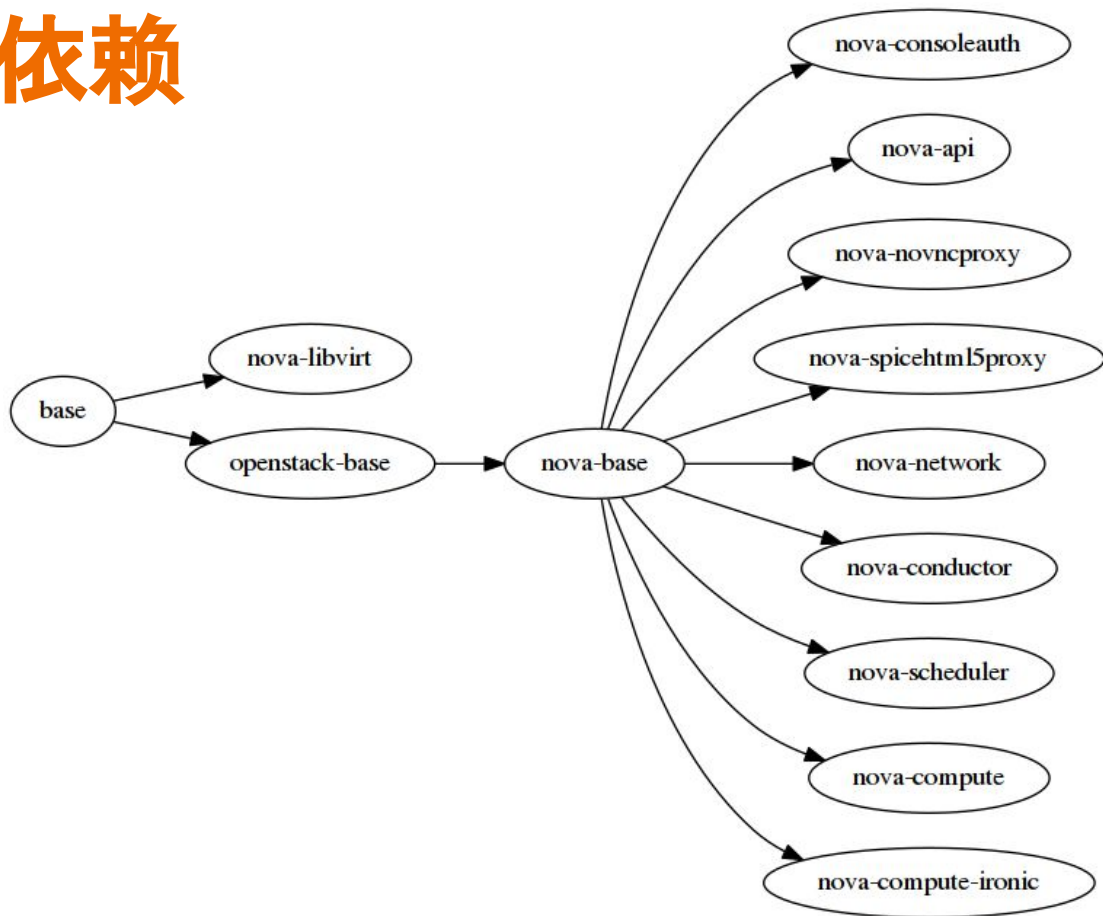 依赖
nova-consoleauth
nova-api
nova-novncproxy
nova-libvirt
nova-spicehtml5proxy
base
openstack-base
nova-base
nova-network
nova-conductor
nova-scheduler
nova-compute
nova-compute-ironic